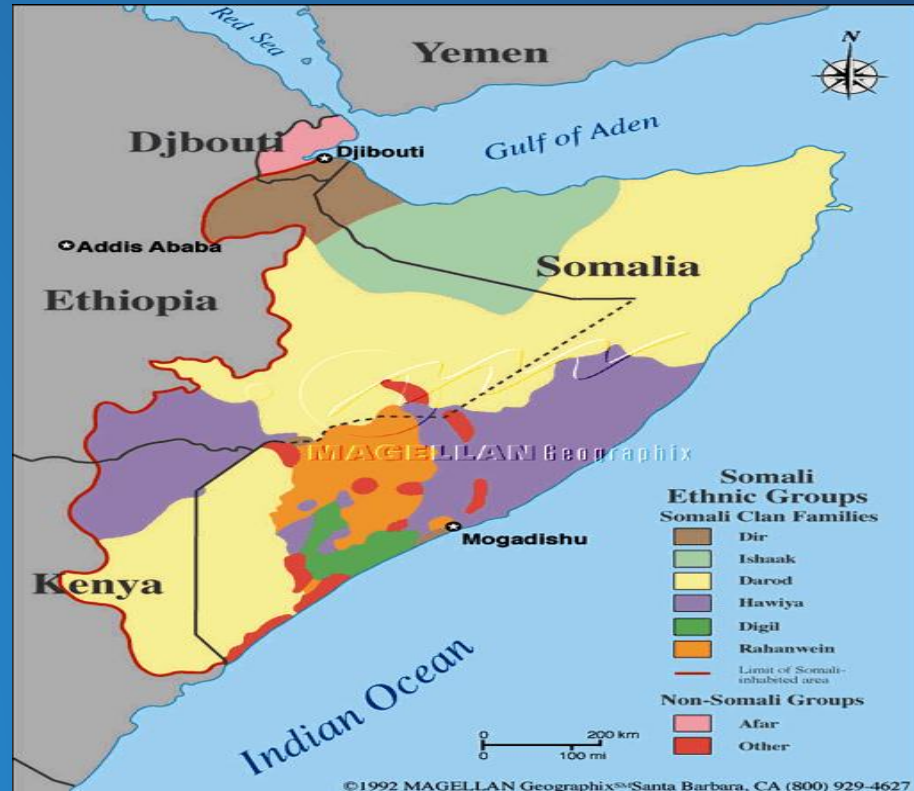 Red Sea
Yemen
N
Djbouti
Djibouti
Gulf of Aden
Addis Ababa
Ethiopia
Somalia
MAGELLAN Geographix
Mogadishu
Kenya
Indian Ocean
Somali
Ethnic Groups
Somali Clan Families
Dir
Ishaak
Darod
Hawiya
Digil
Rahanwein
Limit of Somali-
inhabited area
Non-Somali Groups
Afar
Other
0 200 km
0 100 mi
©1992 MAGELLAN Geographix℠Santa Barbara, CA (800) 929-4627